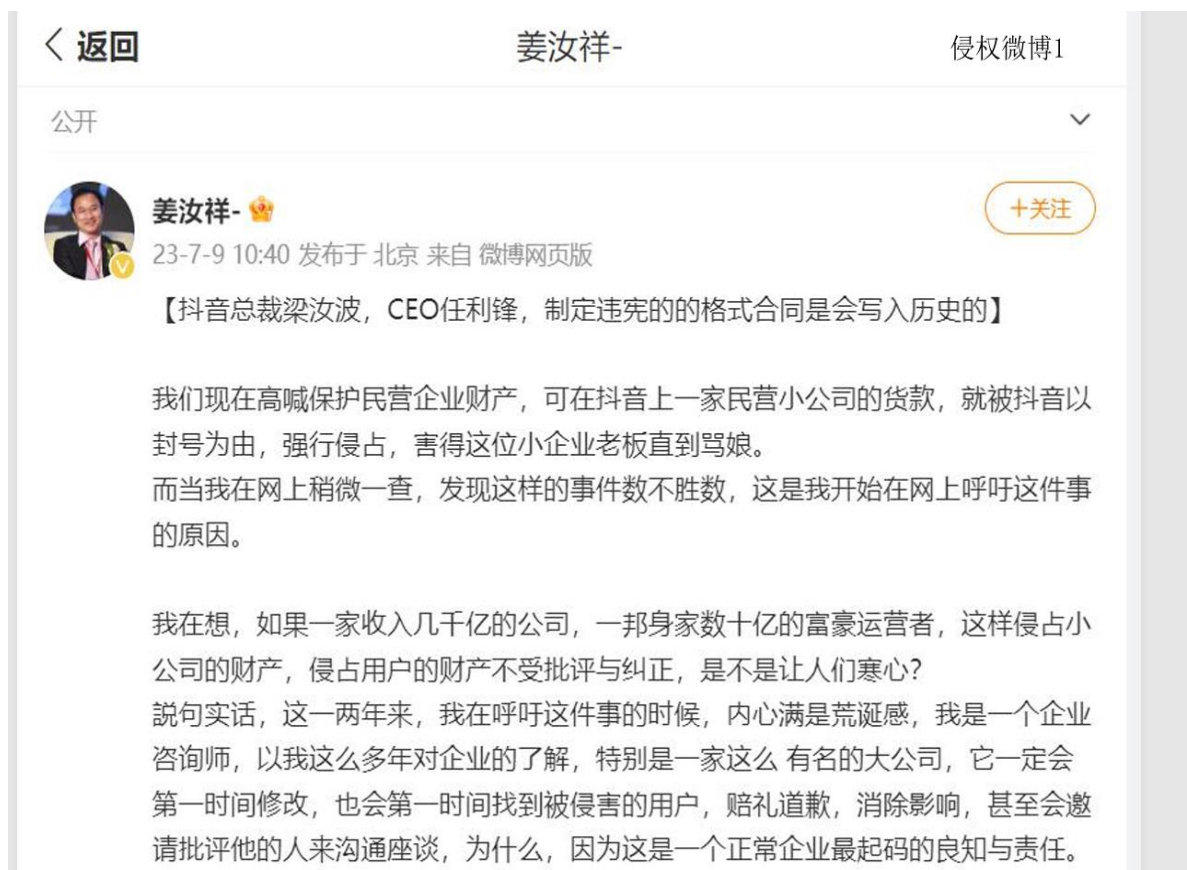 返回
姜汝祥-
侵权微博1
公开
姜汝祥-
+关注
23-7-9 10:40 发布于 北京 来自 微博网页版
【抖音总裁梁汝波，CEO任利锋，制定违宪的的格式合同是会写入历史的】
我们现在高喊保护民营企业财产，可在抖音上一家民营小公司的货款，就被抖音以
封号为由，强行侵占，害得这位小企业老板直到骂娘。
而当我在网上稍微一查，发现这样的事件数不胜数，这是我开始在网上呼吁这件事
的原因。
我在想，如果一家收入几千亿的公司，一邦身家数十亿的富豪运营者，这样侵占小
公司的财产，侵占用户的财产不受批评与纠正，是不是让人们寒心？
説句实话，这一两年来，我在呼吁这件事的时候，内心满是荒诞感，我是一个企业
咨询师，以我这么多年对企业的了解，特别是一家这么 有名的大公司，它一定会
第一时间修改，也会第一时间找到被侵害的用户，赔礼道歉，消除影响，甚至会邀
请批评他的人来沟通座谈，为什么，因为这是一个正常企业最起码的良知与责任。